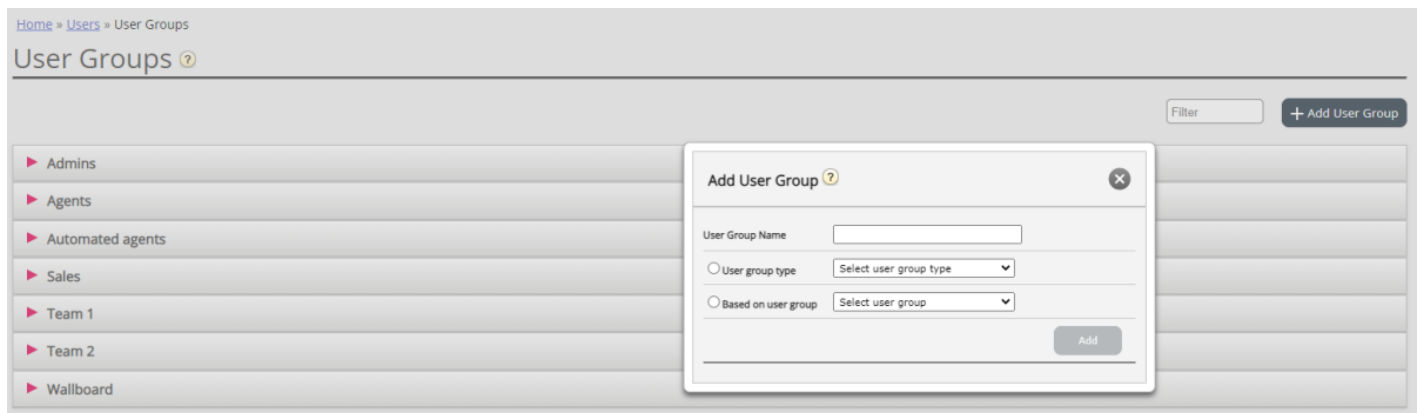 Home » Users » User Groups
User Groups ?
Filter
+ Add User Group
Admins
Agents
Automated agents
Sales
Team 1
Team 2
Wallboard
Add User Group ?
User Group Name
User group type Select user group type
Based on user group Select user group
Add